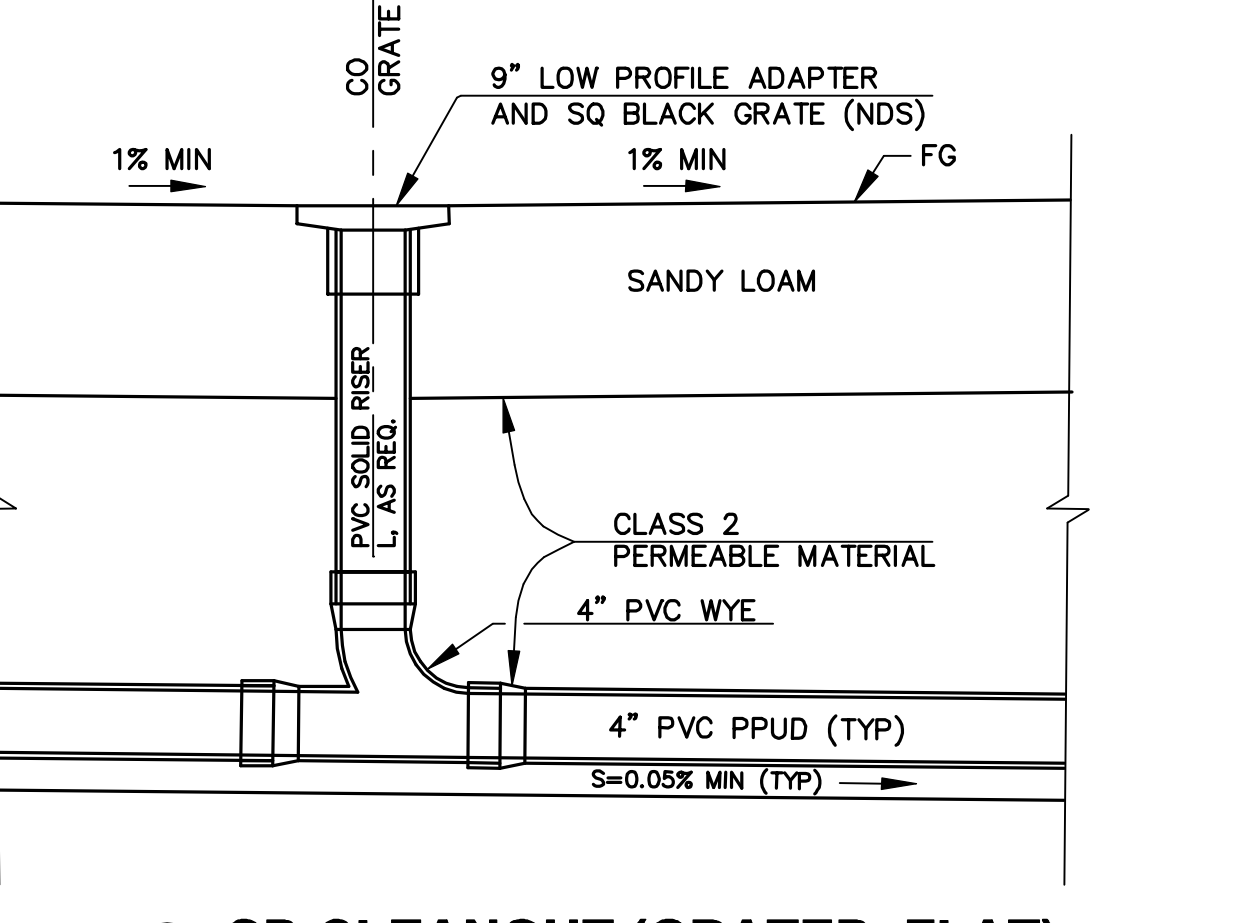 CO
GRATE
9” LOW PROFILE ADAPTER
AND SQ BLACK GRATE (NDS)
1% MIN
1% MIN
FG
SANDY LOAM
PVC SOLID RISER
L, AS REQ.
CLASS 2
PERMEABLE MATERIAL
4” PVC WYE
4” PVC PPUD (TYP)
S=0.05% MIN (TYP)